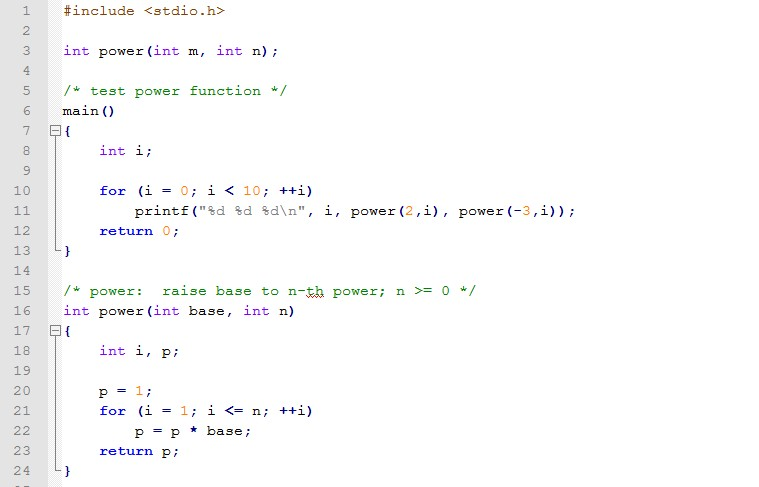 1 #include <stdio.h>
2
3 int power(int m, int n);
4
5 /* test power function */
6 main()
7 {
8 int i;
9
10 for (i = 0; i < 10; ++i)
11 printf("%d %d %d\n", i, power(2,i), power(-3,i));
12 return 0;
13 }
14
15 /* power:  raise base to n-th power; n >= 0 */
16 int power(int base, int n)
17 {
18 int i, p;
19
20 p = 1;
21 for (i = 1; i <= n; ++i)
22 p = p * base;
23 return p;
24 }